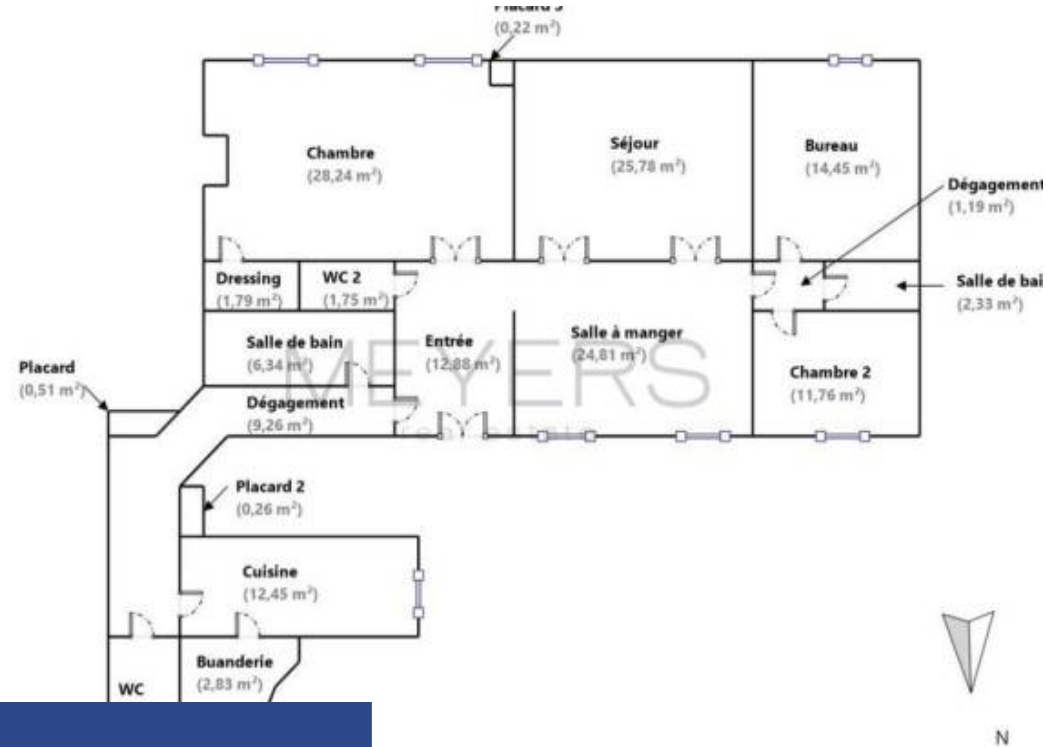 Placard 3
(0,22 m²)
Chambre
(28,24 m²)
Séjour
(25,78 m²)
Bureau
(14,45 m²)
Dégagement
(1,19 m²)
Dressing
(1,79 m²)
WC 2
(1,75 m²)
Salle de bai
(2,33 m²)
Salle de bain
(6,34 m²)
Entrée
(12,88 m²)
Salle à manger
(24,81 m²)
MEYERS
Placard
(0,51 m²)
Chambre 2
(11,76 m²)
Dégagement
(9,26 m²)
Placard 2
(0,26 m²)
Cuisine
(12,45 m²)
Buanderie
(2,83 m²)
WC
N